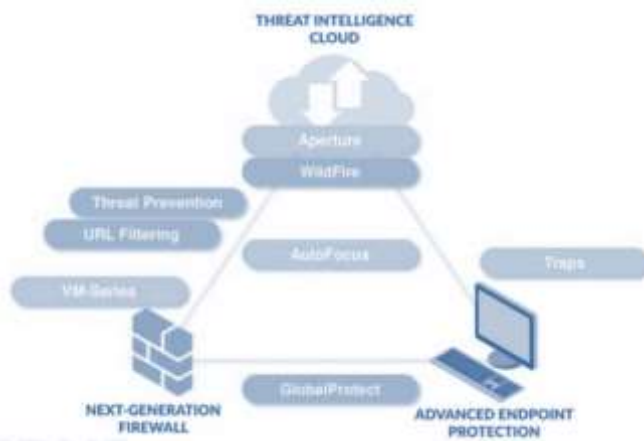 THREAT INTELLIGENCE
CLOUD
Aperture
WildFire
Threat Prevention
URL Filtering
AutoFocus
Traps
VM-Series
GlobalProtect
NEXT-GENERATION
FIREWALL
ADVANCED ENDPOINT
PROTECTION